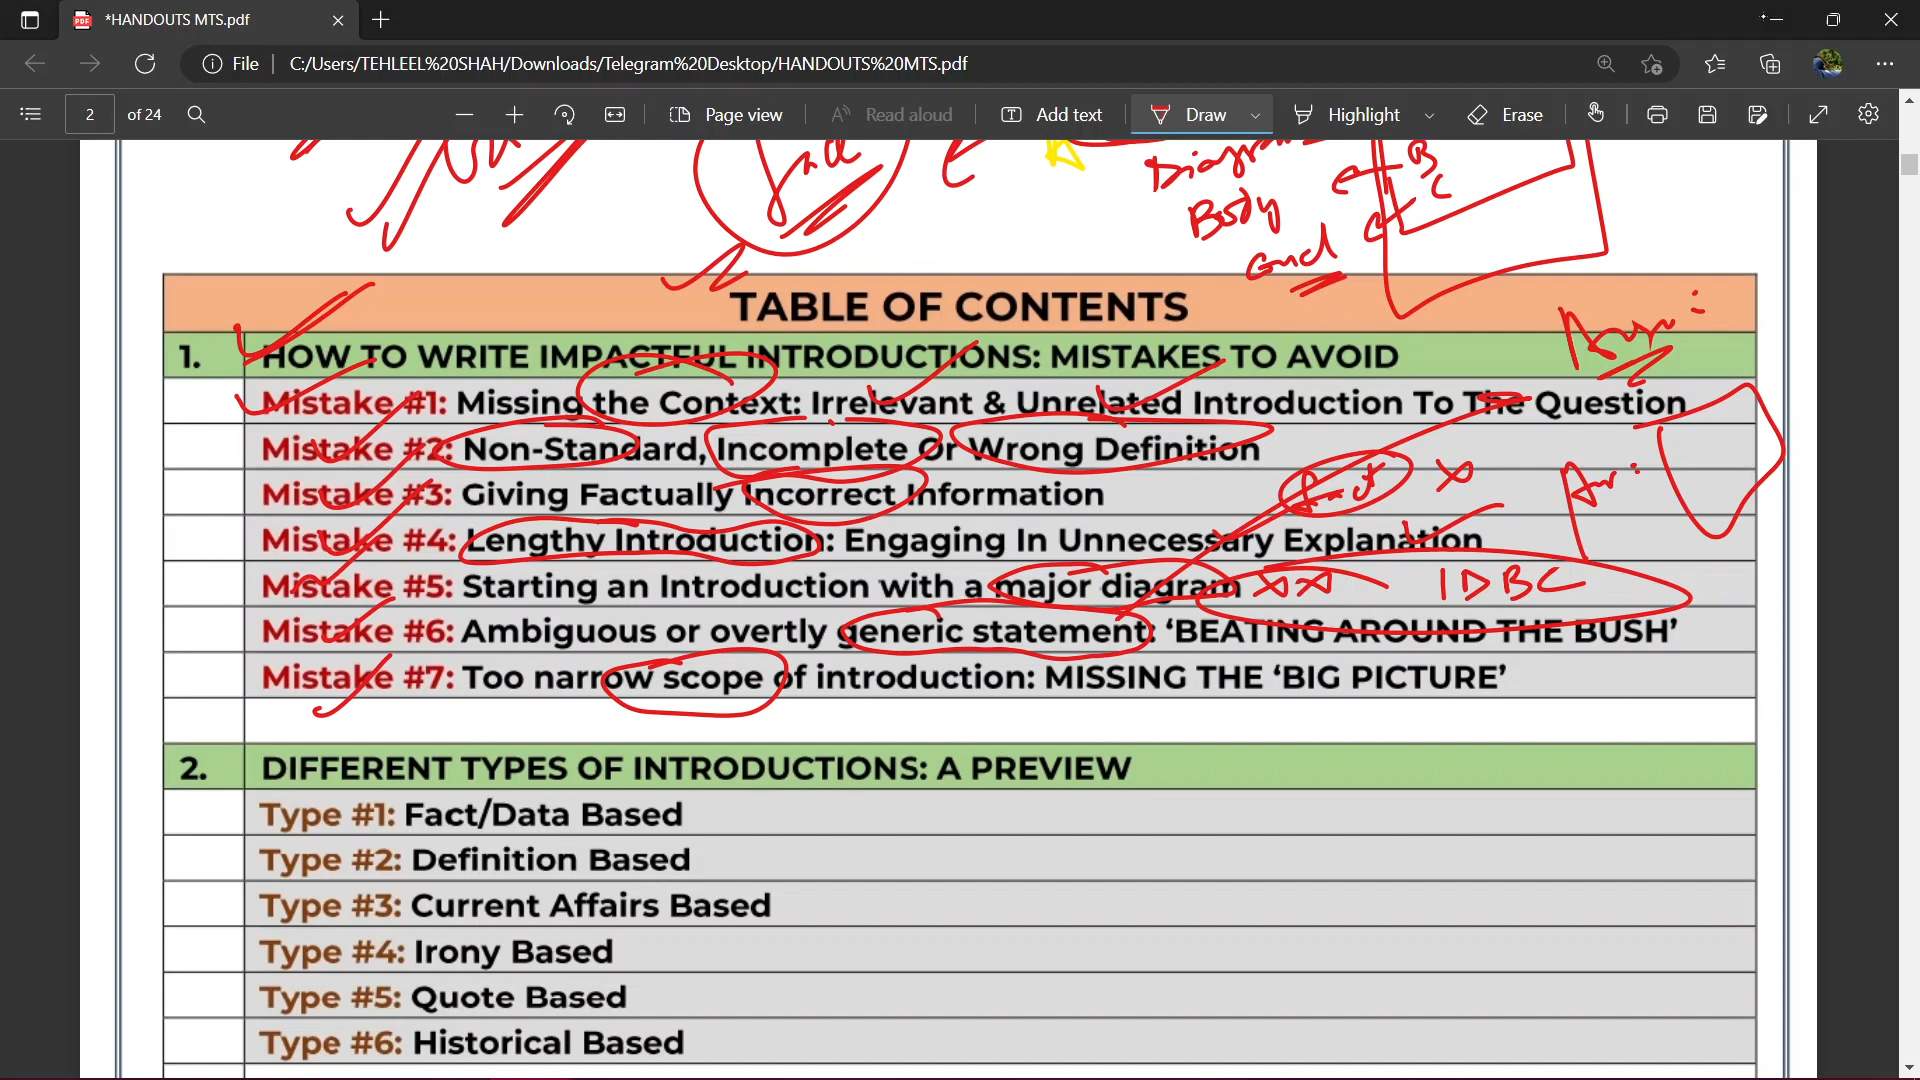 *HANDOUTS MTS.pdf
File C:/Users/TEHLEEL%20SHAH/Downloads/Telegram%20Desktop/HANDOUTS%20MTS.pdf
2 of 24 Page view Read aloud Add text Draw Highlight Erase
Diagram B
C
Body
End
TABLE OF CONTENTS
1. HOW TO WRITE IMPACTFUL INTRODUCTIONS: MISTAKES TO AVOID
Mistake #1: Missing the Context: Irrelevant & Unrelated Introduction To The Question
Mistake #2: Non-Standard, Incomplete Or Wrong Definition
Mistake #3: Giving Factually Incorrect Information
fact X
Mistake #4: Lengthy Introduction: Engaging In Unnecessary Explanation
Mistake #5: Starting an Introduction with a major diagram XX IDBC
Mistake #6: Ambiguous or overtly generic statement: ‘BEATING AROUND THE BUSH’
Mistake #7: Too narrow scope of introduction: MISSING THE ‘BIG PICTURE’
2. DIFFERENT TYPES OF INTRODUCTIONS: A PREVIEW
Type #1: Fact/Data Based
Type #2: Definition Based
Type #3: Current Affairs Based
Type #4: Irony Based
Type #5: Quote Based
Type #6: Historical Based